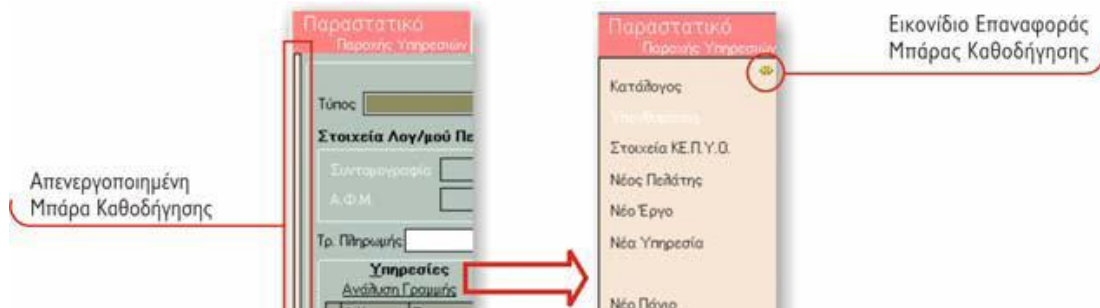 Παραστατικό
Παροχής Υπηρεσιών
Τύπος
Στοιχεία Λογ/μού Πε
Συντομογραφία
Α.Φ.Μ.
Τρ. Πληρωμής
Υπηρεσίες
Ανάλυση Γραμμής
Απενεργοποιημένη
Μπάρα Καθοδήγησης
Παραστατικό
Παροχής Υπηρεσιών
Κατάλογος
Υπενθυμίσεις
Στοιχεία ΚΕ.Π.Υ.Ο.
Νέος Πελάτης
Νέο Έργο
Νέα Υπηρεσία
Νέο Πάγιο
Εικονίδιο Επαναφοράς
Μπάρας Καθοδήγησης